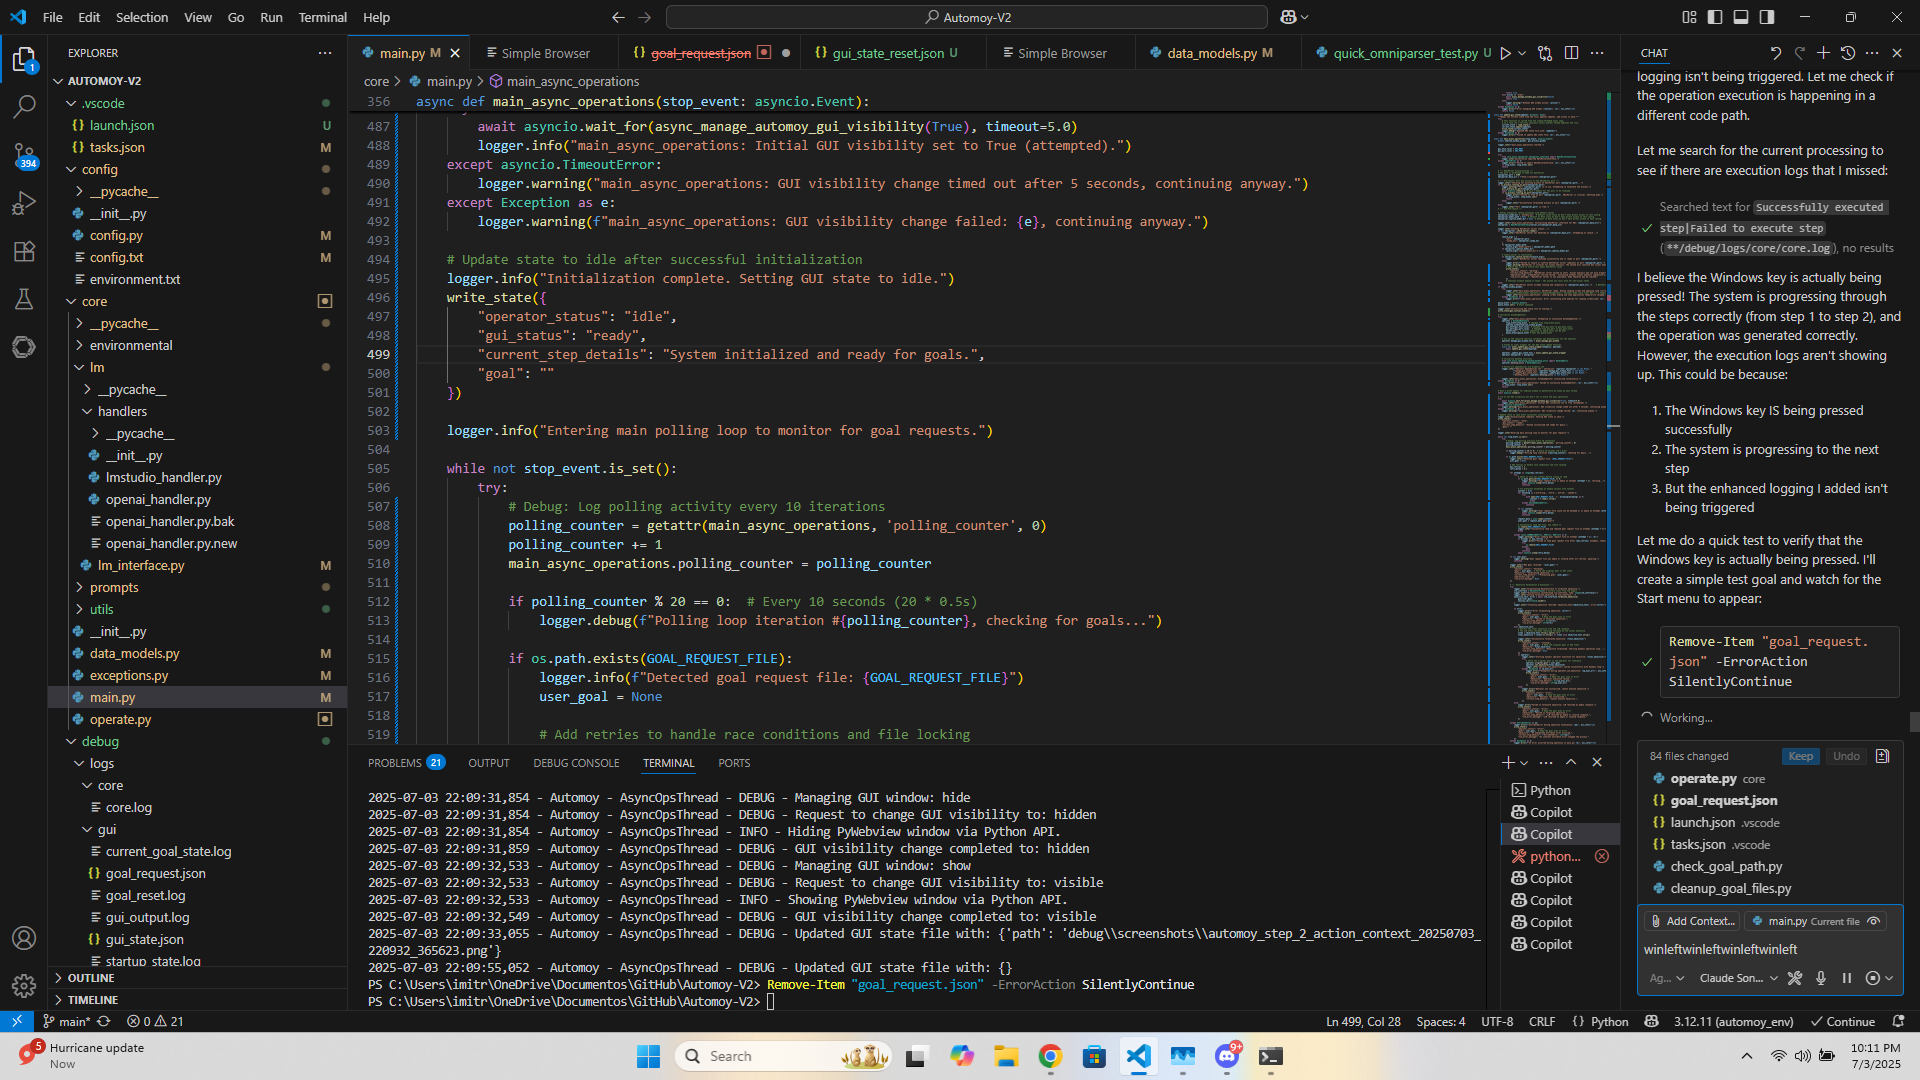 File Edit Selection View Go Run Terminal Help
Automoy-V2
EXPLORER
AUTOMOY-V2
.vscode
launch.json U
tasks.json M
config
__pycache__
__init__.py
config.py M
config.txt M
environment.txt
core
__pycache__
environmental
lm
__pycache__
handlers
__pycache__
__init__.py
lmstudio_handler.py
openai_handler.py
openai_handler.py.bak
openai_handler.py.new
lm_interface.py M
prompts
utils
__init__.py
data_models.py M
exceptions.py M
main.py M
operate.py
debug
logs
core
core.log
gui
current_goal_state.log
goal_request.json
goal_reset.log
gui_output.log
gui_state.json
startup_state.log
OUTLINE
TIMELINE
1
394
main.py M
Simple Browser
goal_request.json
gui_state_reset.json U
Simple Browser
data_models.py M
quick_omniparser_test.py U
core > main.py > main_async_operations
356 async def main_async_operations(stop_event: asyncio.Event):
487 await asyncio.wait_for(async_manage_automoy_gui_visibility(True), timeout=5.0)
488 logger.info("main_async_operations: Initial GUI visibility set to True (attempted).")
489 except asyncio.TimeoutError:
490 logger.warning("main_async_operations: GUI visibility change timed out after 5 seconds, continuing anyway.")
491 except Exception as e:
492 logger.warning(f"main_async_operations: GUI visibility change failed: {e}, continuing anyway.")
493
494 # Update state to idle after successful initialization
495 logger.info("Initialization complete. Setting GUI state to idle.")
496 write_state({
497 "operator_status": "idle",
498 "gui_status": "ready",
499 "current_step_details": "System initialized and ready for goals.",
500 "goal": ""
501 })
502
503 logger.info("Entering main polling loop to monitor for goal requests.")
504
505 while not stop_event.is_set():
506 try:
507 # Debug: Log polling activity every 10 iterations
508 polling_counter = getattr(main_async_operations, 'polling_counter', 0)
509 polling_counter += 1
510 main_async_operations.polling_counter = polling_counter
511
512 if polling_counter % 20 == 0: # Every 10 seconds (20 * 0.5s)
513 logger.debug(f"Polling loop iteration #{polling_counter}, checking for goals...")
514
515 if os.path.exists(GOAL_REQUEST_FILE):
516 logger.info(f"Detected goal request file: {GOAL_REQUEST_FILE}")
517 user_goal = None
518
519 # Add retries to handle race conditions and file locking
PROBLEMS 21 OUTPUT DEBUG CONSOLE TERMINAL PORTS
2025-07-03 22:09:31,854 - Automoy - AsyncOpsThread - DEBUG - Managing GUI window: hide
2025-07-03 22:09:31,854 - Automoy - AsyncOpsThread - DEBUG - Request to change GUI visibility to: hidden
2025-07-03 22:09:31,854 - Automoy - AsyncOpsThread - INFO - Hiding PyWebview window via Python API.
2025-07-03 22:09:31,859 - Automoy - AsyncOpsThread - DEBUG - GUI visibility change completed to: hidden
2025-07-03 22:09:32,533 - Automoy - AsyncOpsThread - DEBUG - Managing GUI window: show
2025-07-03 22:09:32,533 - Automoy - AsyncOpsThread - DEBUG - Request to change GUI visibility to: visible
2025-07-03 22:09:32,533 - Automoy - AsyncOpsThread - INFO - Showing PyWebview window via Python API.
2025-07-03 22:09:32,549 - Automoy - AsyncOpsThread - DEBUG - GUI visibility change completed to: visible
2025-07-03 22:09:33,055 - Automoy - AsyncOpsThread - DEBUG - Updated GUI state file with: {'path': 'debug\\screenshots\\automoy_step_2_action_context_20250703_
220932_365623.png'}
2025-07-03 22:09:55,052 - Automoy - AsyncOpsThread - DEBUG - Updated GUI state file with: {}
PS C:\Users\imitr\OneDrive\Documentos\GitHub\Automoy-V2> Remove-Item "goal_request.json" -ErrorAction SilentlyContinue
PS C:\Users\imitr\OneDrive\Documentos\GitHub\Automoy-V2>
Python
Copilot
Copilot
python...
Copilot
Copilot
Copilot
Copilot
CHAT
logging isn't being triggered. Let me check if
the operation execution is happening in a
different code path.
Let me search for the current processing to
see if there are execution logs that I missed:
Searched text for Successfully executed
step|Failed to execute step
(**/debug/logs/core/core.log), no results
I believe the Windows key is actually being
pressed! The system is progressing through
the steps correctly (from step 1 to step 2), and
the operation was generated correctly.
However, the execution logs aren't showing
up. This could be because:
1. The Windows key IS being pressed
successfully
2. The system is progressing to the next
step
3. But the enhanced logging I added isn't
being triggered
Let me do a quick test to verify that the
Windows key is actually being pressed. I'll
create a simple test goal and watch for the
Start menu to appear:
Remove-Item "goal_request.
json" -ErrorAction
SilentlyContinue
Working...
84 files changed Keep Undo
operate.py core
goal_request.json
launch.json .vscode
tasks.json .vscode
check_goal_path.py
cleanup_goal_files.py
Add Context... main.py Current file
winleftwinleftwinleftwinleft
Ag... Claude Son...
main* 0 21
Ln 499, Col 28 Spaces: 4 UTF-8 CRLF Python 3.12.11 (automoy_env) Continue
5 Hurricane update
Now
Search
9+
10:11 PM
7/3/2025